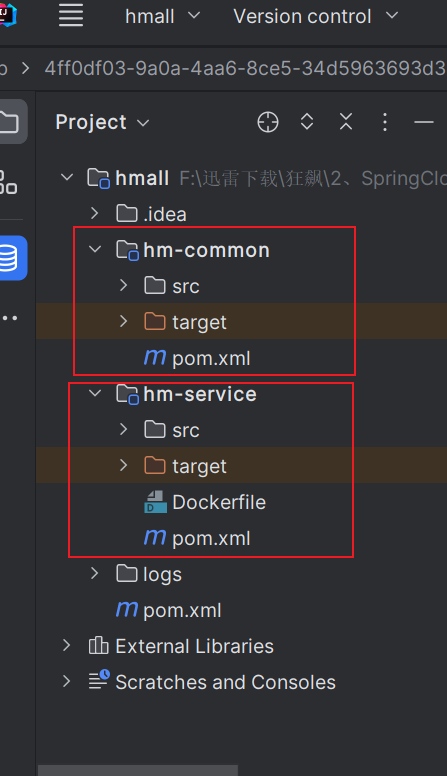 hmall Version control
4ff0df03-9a0a-4aa6-8ce5-34d5963693d3
Project
hmall F:\迅雷下载\狂飙\2、SpringClo
.idea
hm-common
src
target
pom.xml
hm-service
src
target
Dockerfile
pom.xml
logs
pom.xml
External Libraries
Scratches and Consoles